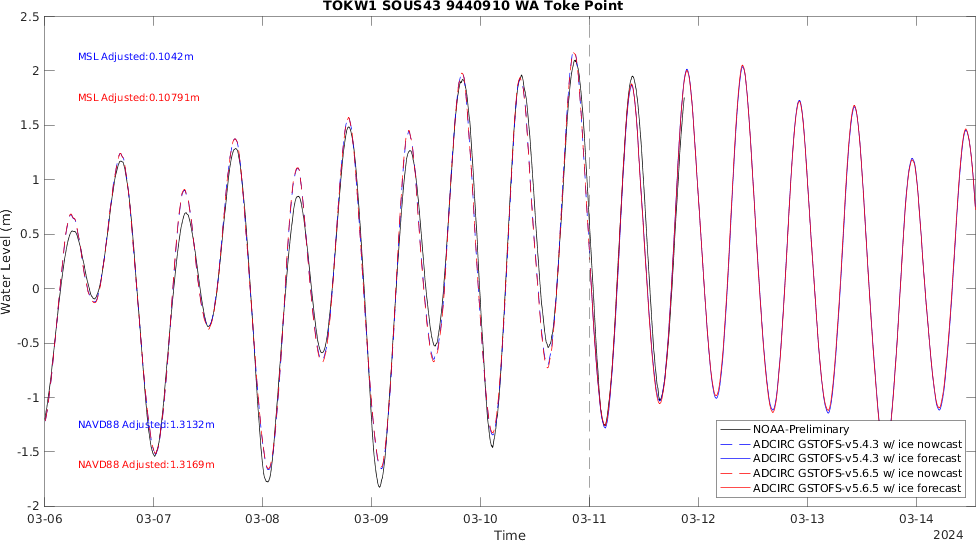 TOKW1 SOUS43 9440910 WA Toke Point
2.5
2
1.5
1
0.5
0
-0.5
-1
-1.5
-2
Water Level (m)
MSL Adjusted:0.1042m
MSL Adjusted:0.10791m
NAVD88 Adjusted:1.3132m
NAVD88 Adjusted:1.3169m
NOAA-Preliminary
ADCIRC GSTOFS-v5.4.3 w/ ice nowcast
ADCIRC GSTOFS-v5.4.3 w/ ice forecast
ADCIRC GSTOFS-v5.6.5 w/ ice nowcast
ADCIRC GSTOFS-v5.6.5 w/ ice forecast
03-06 03-07 03-08 03-09 03-10 03-11 03-12 03-13 03-14
Time
2024